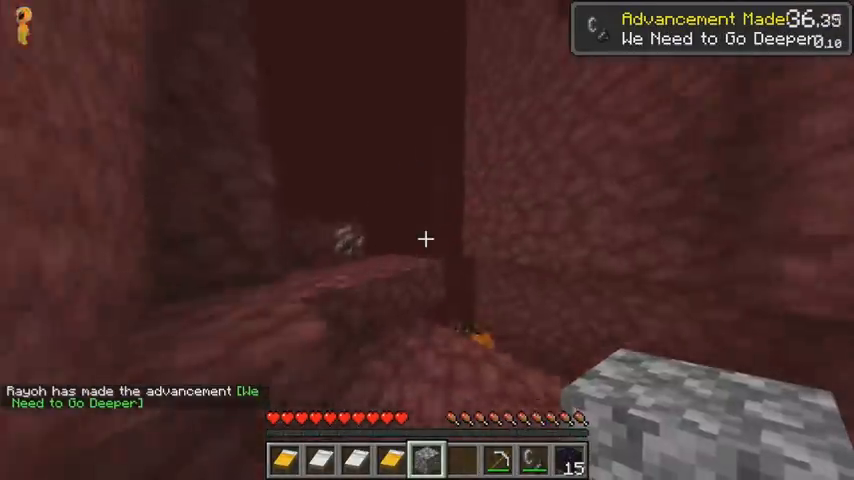 Advancement Made
36.39
We Need to Go Deeper
0.10
Rayoh has made the advancement [We
Need to Go Deeper]
15